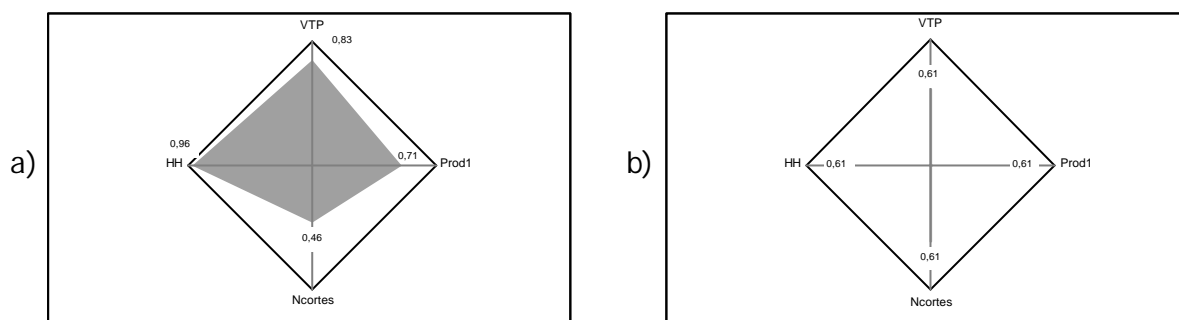 a)
VTP
0,83
0,96
HH
0,71
Prod1
0,46
Ncortes
b)
VTP
0,61
HH
0,61
0,61
Prod1
0,61
Ncortes